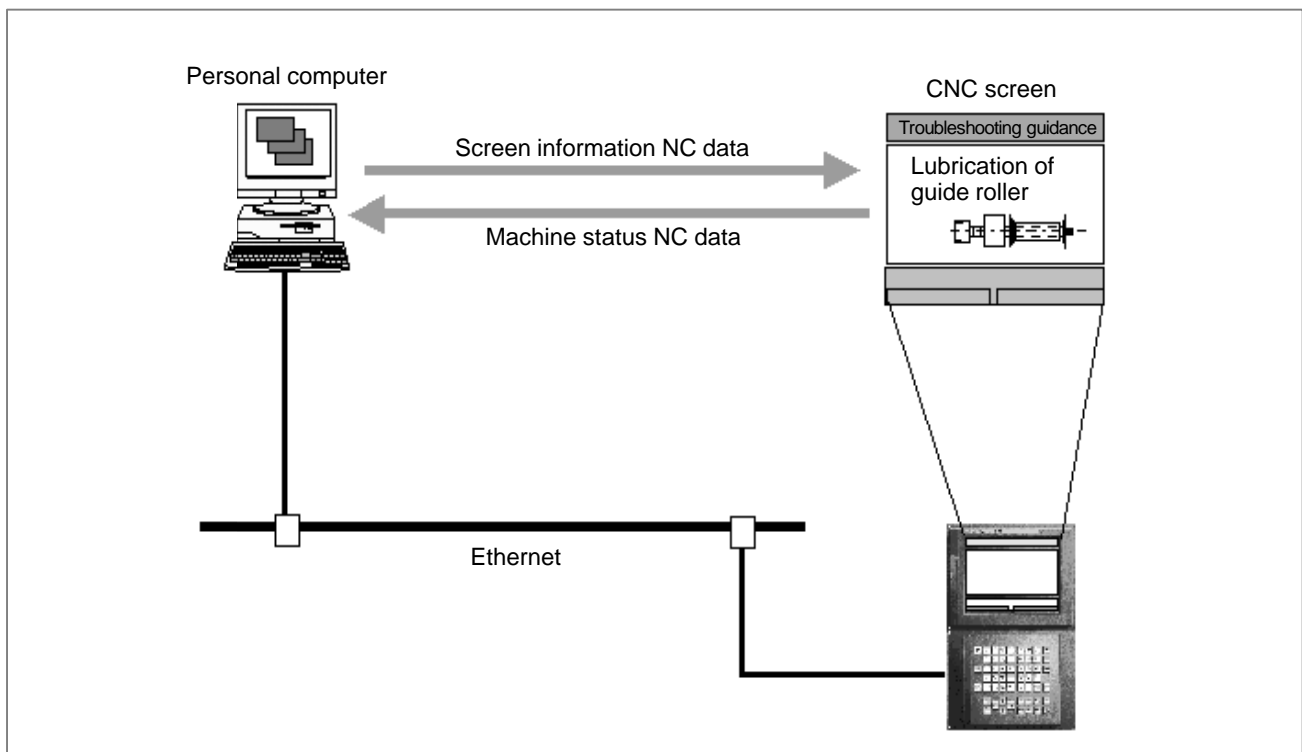 Personal computer
CNC screen
Troubleshooting guidance
Screen information NC data
Lubrication of
guide roller
Machine status NC data
Ethernet